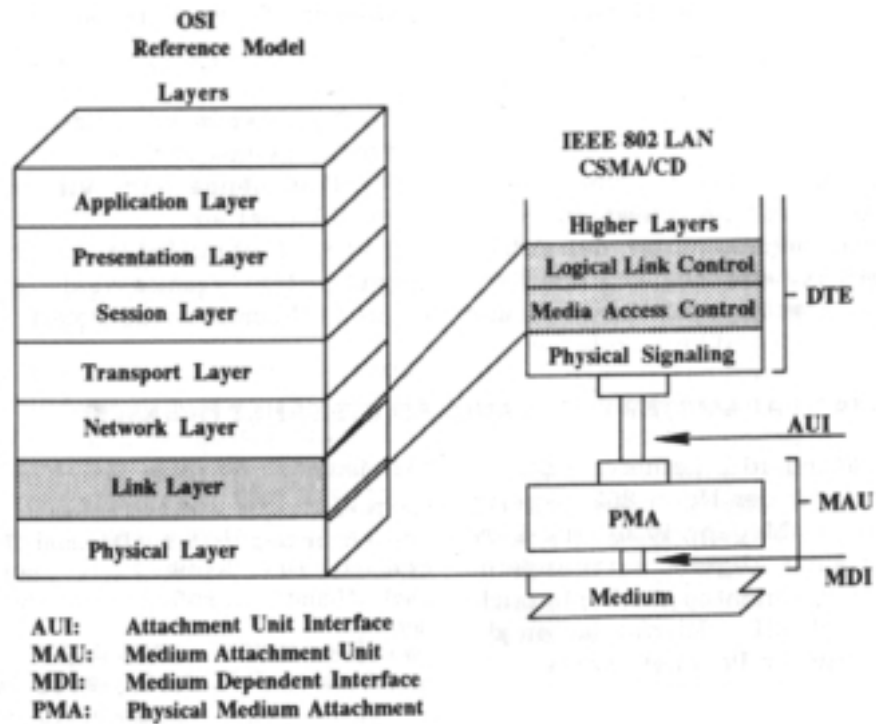 OSI
Reference Model
Layers
Application Layer
Presentation Layer
Session Layer
Transport Layer
Network Layer
Link Layer
Physical Layer
IEEE 802 LAN
CSMA/CD
Higher Layers
Logical Link Control
Media Access Control
Physical Signaling
DTE
AUI
PMA
MAU
MDI
Medium
AUI: Attachment Unit Interface
MAU: Medium Attachment Unit
MDI: Medium Dependent Interface
PMA: Physical Medium Attachment